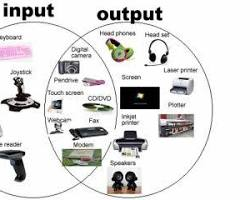 input
output
eyboard
Joystick
e reader
Digital
camera
Pendrive
Touch screen
CD/DVD
Webcam
Fax
Modem
Head phones
Head set
Screen
Laser printer
Plotter
Inkjet
printer
Speakers